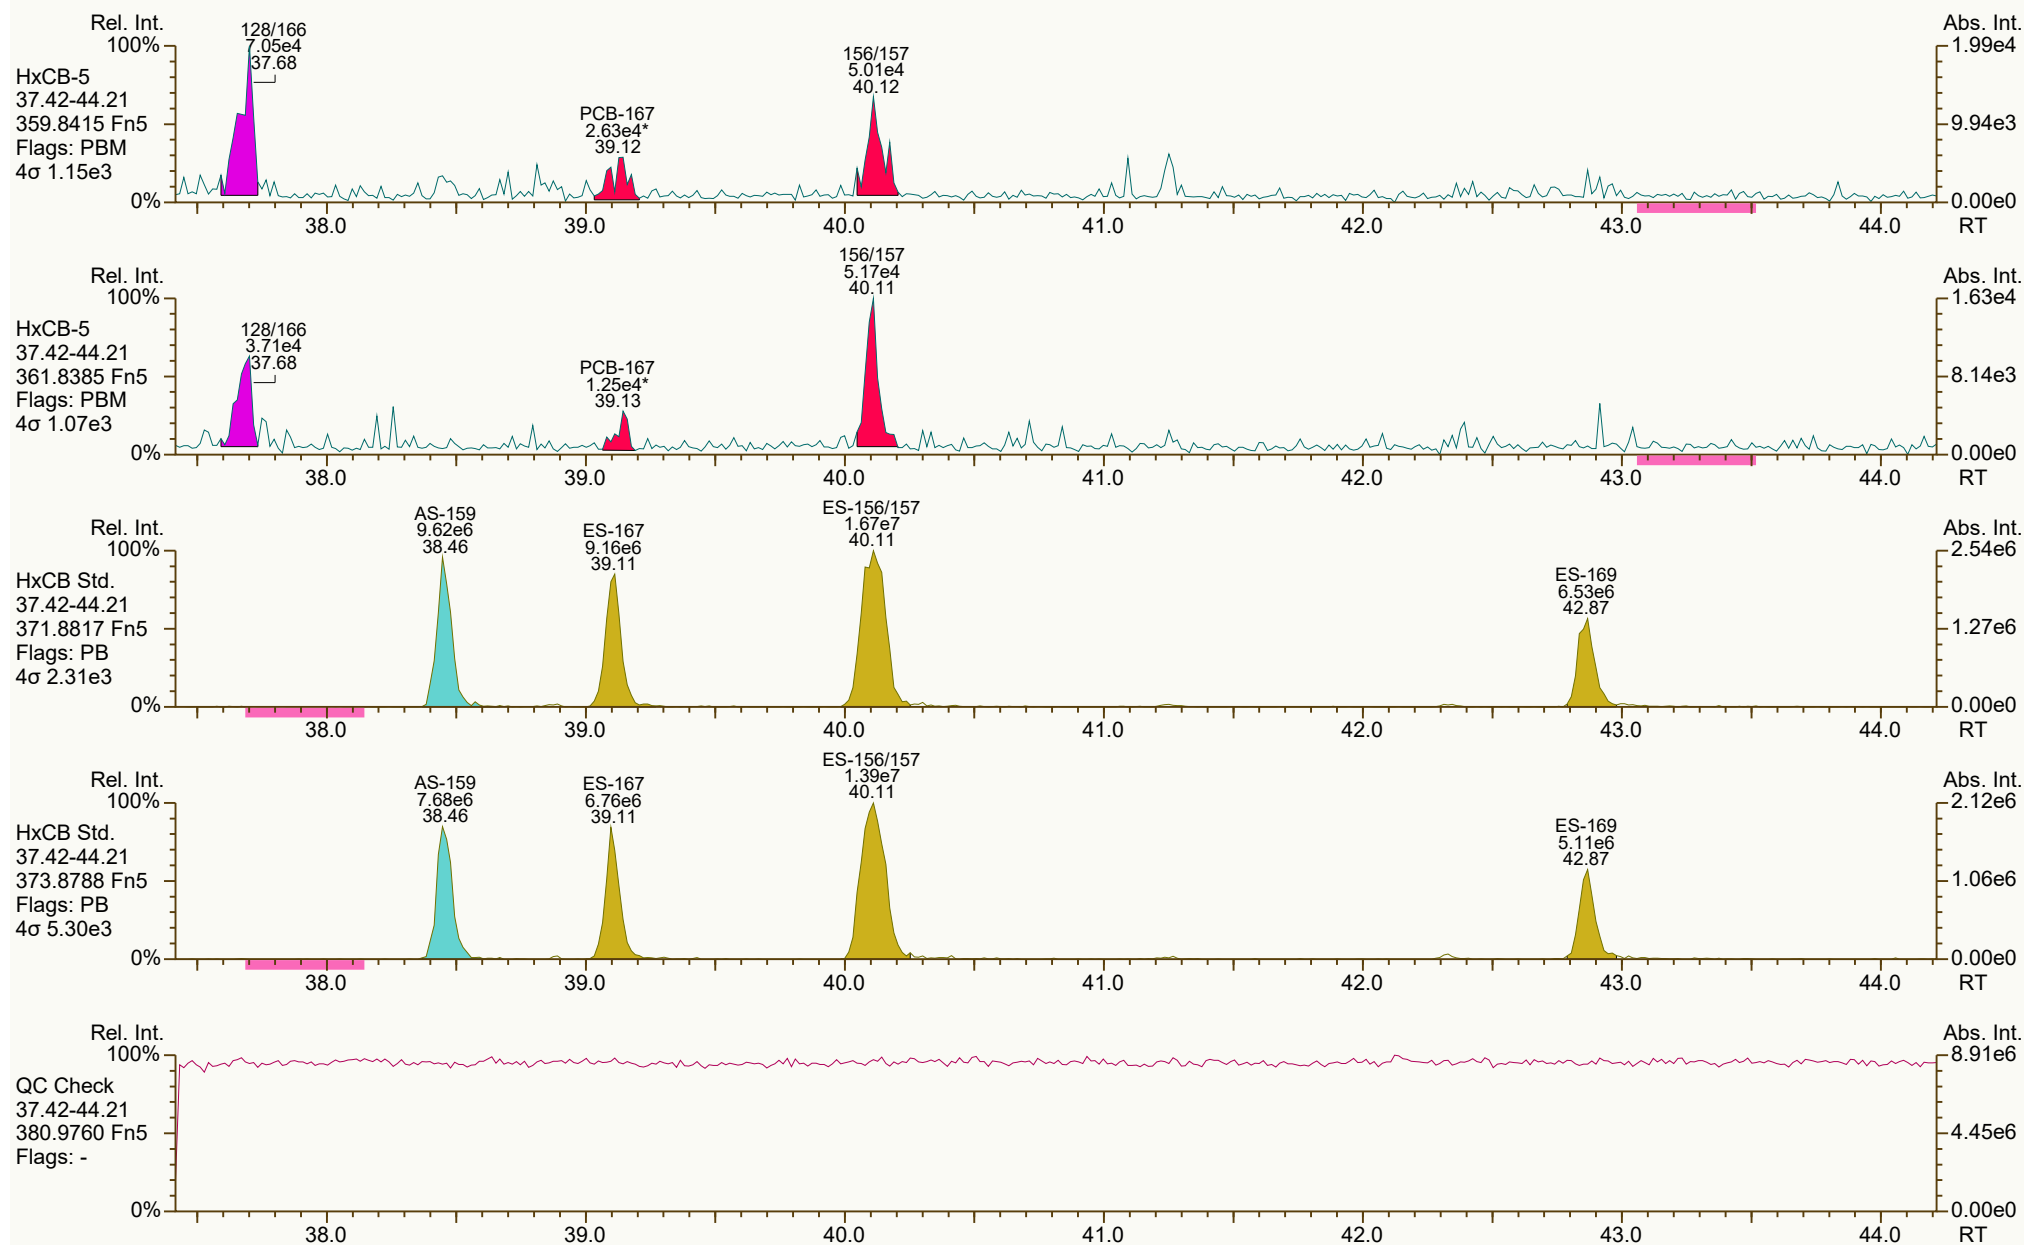 Rel. Int.
Abs. Int.
100%
5%
0%
1.99e4
9.94e3
0.00e0
HxCB-5
37.42-44.21
359.8415 Fn5
Flags: PBM
4σ 1.15e3
128/166
7.05e4
37.68
PCB-167
2.63e4*
39.12
156/157
5.01e4
40.12
38.0 39.0 40.0 41.0 42.0 43.0 44.0 RT
Rel. Int.
Abs. Int.
100%
5%
0%
1.63e4
8.14e3
0.00e0
HxCB-5
37.42-44.21
361.8385 Fn5
Flags: PBM
4σ 1.07e3
128/166
3.71e4
37.68
PCB-167
1.25e4*
39.13
156/157
5.17e4
40.11
38.0 39.0 40.0 41.0 42.0 43.0 44.0 RT
Rel. Int.
Abs. Int.
100%
5%
0%
2.54e6
1.27e6
0.00e0
HxCB Std.
37.42-44.21
371.8817 Fn5
Flags: PB
4σ 2.31e3
AS-159
9.62e6
38.46
ES-167
9.16e6
39.11
ES-156/157
1.67e7
40.11
ES-169
6.53e6
42.87
38.0 39.0 40.0 41.0 42.0 43.0 44.0 RT
Rel. Int.
Abs. Int.
100%
5%
0%
2.12e6
1.06e6
0.00e0
HxCB Std.
37.42-44.21
373.8788 Fn5
Flags: PB
4σ 5.30e3
AS-159
7.68e6
38.46
ES-167
6.76e6
39.11
ES-156/157
1.39e7
40.11
ES-169
5.11e6
42.87
38.0 39.0 40.0 41.0 42.0 43.0 44.0 RT
Rel. Int.
Abs. Int.
100%
5%
0%
8.91e6
4.45e6
0.00e0
QC Check
37.42-44.21
380.9760 Fn5
Flags: -
38.0 39.0 40.0 41.0 42.0 43.0 44.0 RT